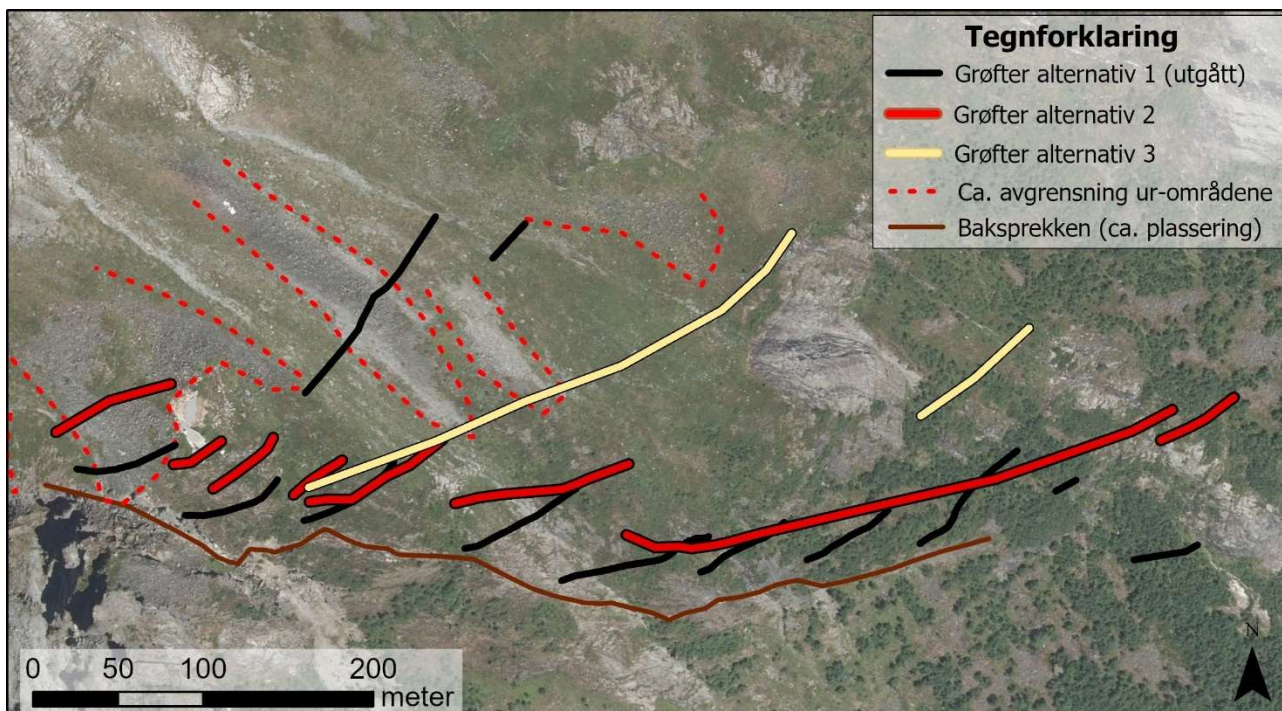 Tegnforklaring
Grøfter alternativ 1 (utgått)
Grøfter alternativ 2
Grøfter alternativ 3
Ca. avgrensning ur-områdene
Baksprekken (ca. plassering)
0 50 100 200
meter
N